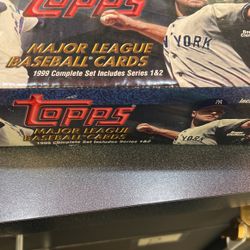 TOPPS
MAJOR LEAGUE
BASEBALL CARDS
1999 Complete Set Includes Series 1&2
YORK
TOPPS
MAJOR LEAGUE
BASEBALL CARDS
1999 Complete Set Includes Series 1&2